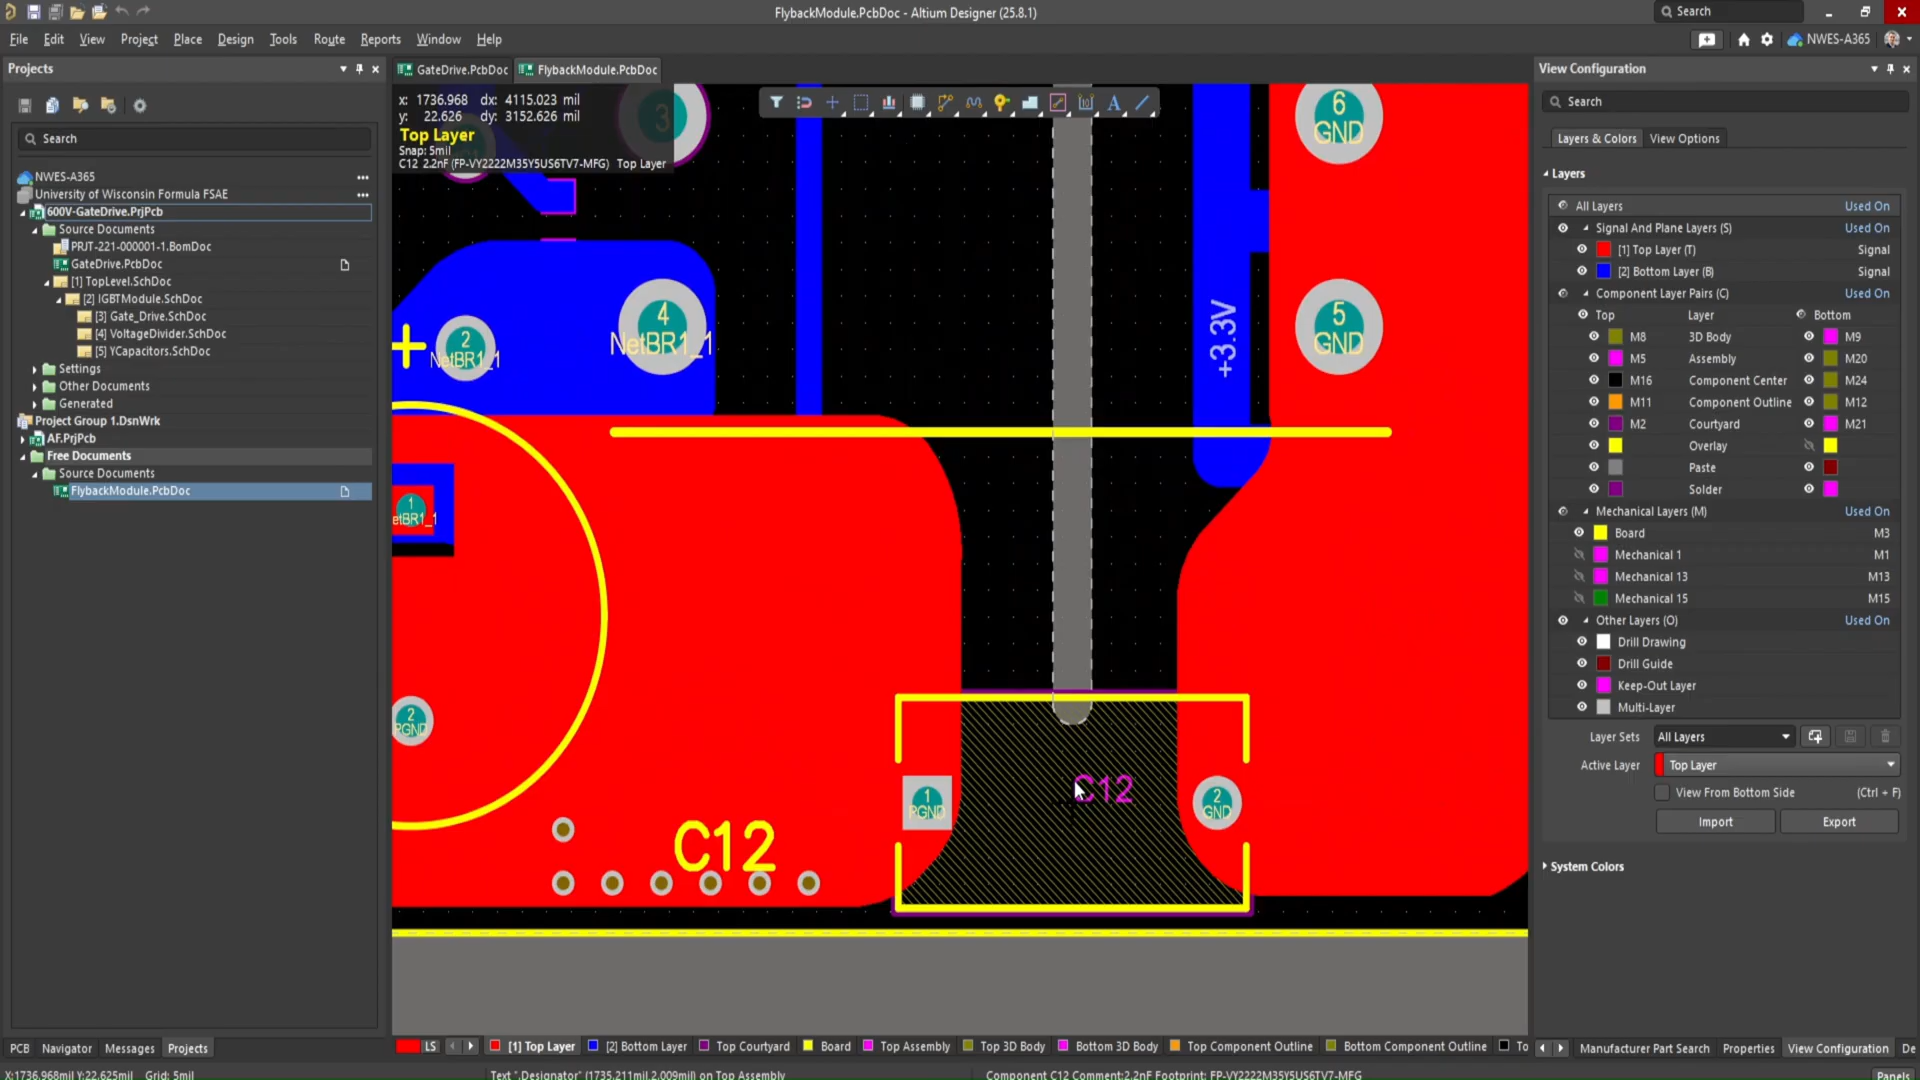 FlybackModule.PcbDoc - Altium Designer (25.8.1)
Search
File Edit View Project Place Design Tools Route Reports Window Help
NWES-A365
Projects
Search
NWES-A365
University of Wisconsin Formula FSAE
600V-GateDrive.PrjPcb
Source Documents
PRJT-221-000001-1.BomDoc
GateDrive.PcbDoc
[1] TopLevel.SchDoc
[2] IGBTModule.SchDoc
[3] Gate_Drive.SchDoc
[4] VoltageDivider.SchDoc
[5] YCapacitors.SchDoc
Settings
Other Documents
Generated
Project Group 1.DsnWrk
AF.PrjPcb
Free Documents
Source Documents
FlybackModule.PcbDoc
PCB Navigator Messages Projects
GateDrive.PcbDoc FlybackModule.PcbDoc
x: 1736.968 dx: 4115.023 mil
y: 22.626 dy: 3152.626 mil
Top Layer
Snap: 5mil
C12 2.2nF (FP-VY2222M35Y5US6TV7-MFG) Top Layer
3
6
GND
2
NetBR1_1
4
NetBR1_1
+3.3V
5
GND
1
etBR1_1
2
PGND
C12
1
PGND
C12
2
GND
LS [1] Top Layer [2] Bottom Layer Top Courtyard Board Top Assembly Top 3D Body Bottom 3D Body Top Component Outline Bottom Component Outline To
View Configuration
Search
Layers & Colors View Options
Layers
All Layers Used On
Signal And Plane Layers (S) Used On
[1] Top Layer (T) Signal
[2] Bottom Layer (B) Signal
Component Layer Pairs (C) Used On
Top Layer Bottom
M8 3D Body M9
M5 Assembly M20
M16 Component Center M24
M11 Component Outline M12
M2 Courtyard M21
Overlay
Paste
Solder
Mechanical Layers (M) Used On
Board M3
Mechanical 1 M1
Mechanical 13 M13
Mechanical 15 M15
Other Layers (O) Used On
Drill Drawing
Drill Guide
Keep-Out Layer
Multi-Layer
Layer Sets All Layers
Active Layer Top Layer
View From Bottom Side (Ctrl + F)
Import Export
System Colors
Manufacturer Part Search Properties View Configuration De
X:1736.968mil Y:22.625mil Grid: 5mil
Text ".Designator" (1735.211mil,2.009mil) on Top Assembly
Component C12 Comment:2.2nF Footprint: FP-VY2222M35Y5US6TV7-MFG
Panels